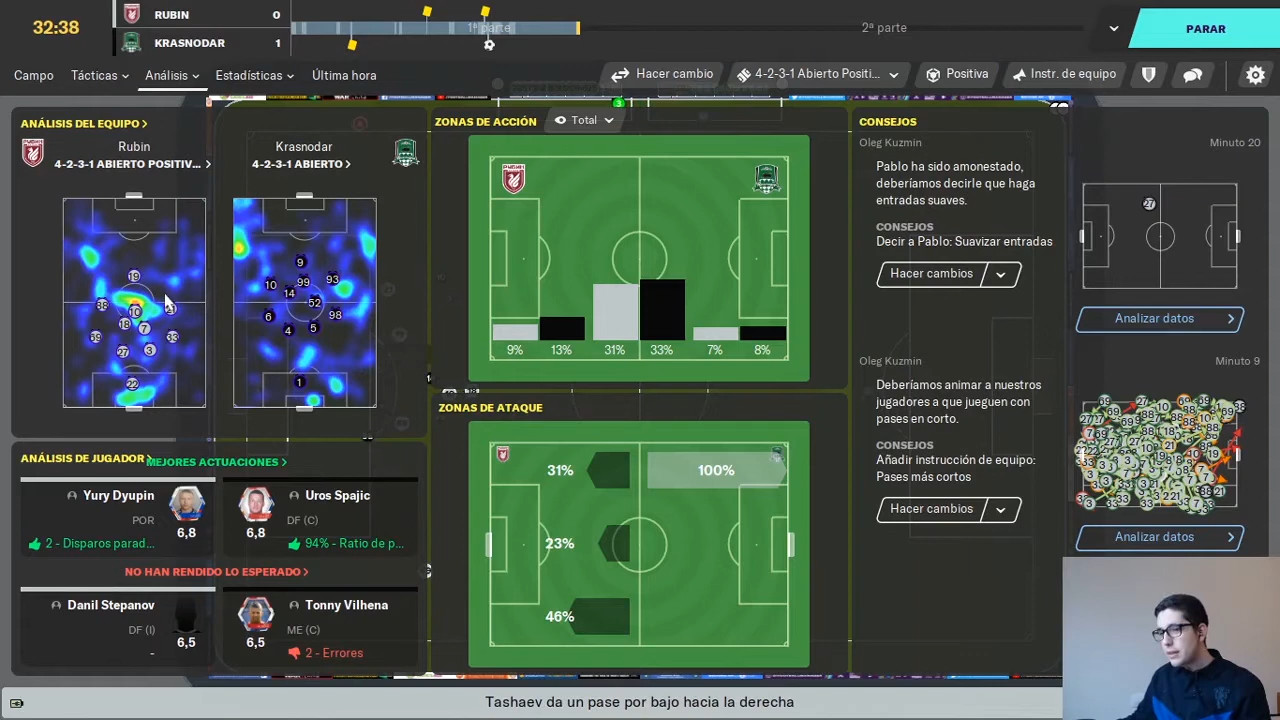 32:38
RUBIN 0
KRASNODAR 1
1ª parte
2ª parte
PARAR
Campo
Tácticas
Análisis
Estadísticas
Última hora
Hacer cambio
4-2-3-1 Abierto Positi...
Positiva
Instr. de equipo
ANÁLISIS DEL EQUIPO
Rubin
4-2-3-1 ABIERTO POSITIV...
Krasnodar
4-2-3-1 ABIERTO
ZONAS DE ACCIÓN
Total
9% 13% 31% 33% 7% 8%
ZONAS DE ATAQUE
31% 100%
23%
46%
CONSEJOS
Oleg Kuzmin
Pablo ha sido amonestado,
deberíamos decirle que haga
entradas suaves.
CONSEJOS
Decir a Pablo: Suavizar entradas
Hacer cambios
Minuto 20
27
Analizar datos
Oleg Kuzmin
Deberíamos animar a nuestros
jugadores a que jueguen con
pases en corto.
CONSEJOS
Añadir instrucción de equipo:
Pases más cortos
Hacer cambios
Minuto 9
Analizar datos
ANÁLISIS DE JUGADOR
MEJORES ACTUACIONES
Yury Dyupin
POR
6,8
2 - Disparos parad...
Uros Spajic
DF (C)
6,8
94% - Ratio de p...
NO HAN RENDIDO LO ESPERADO
Danil Stepanov
DF (I)
6,5
-
Tonny Vilhena
ME (C)
6,5
2 - Errores
Tashaev da un pase por bajo hacia la derecha